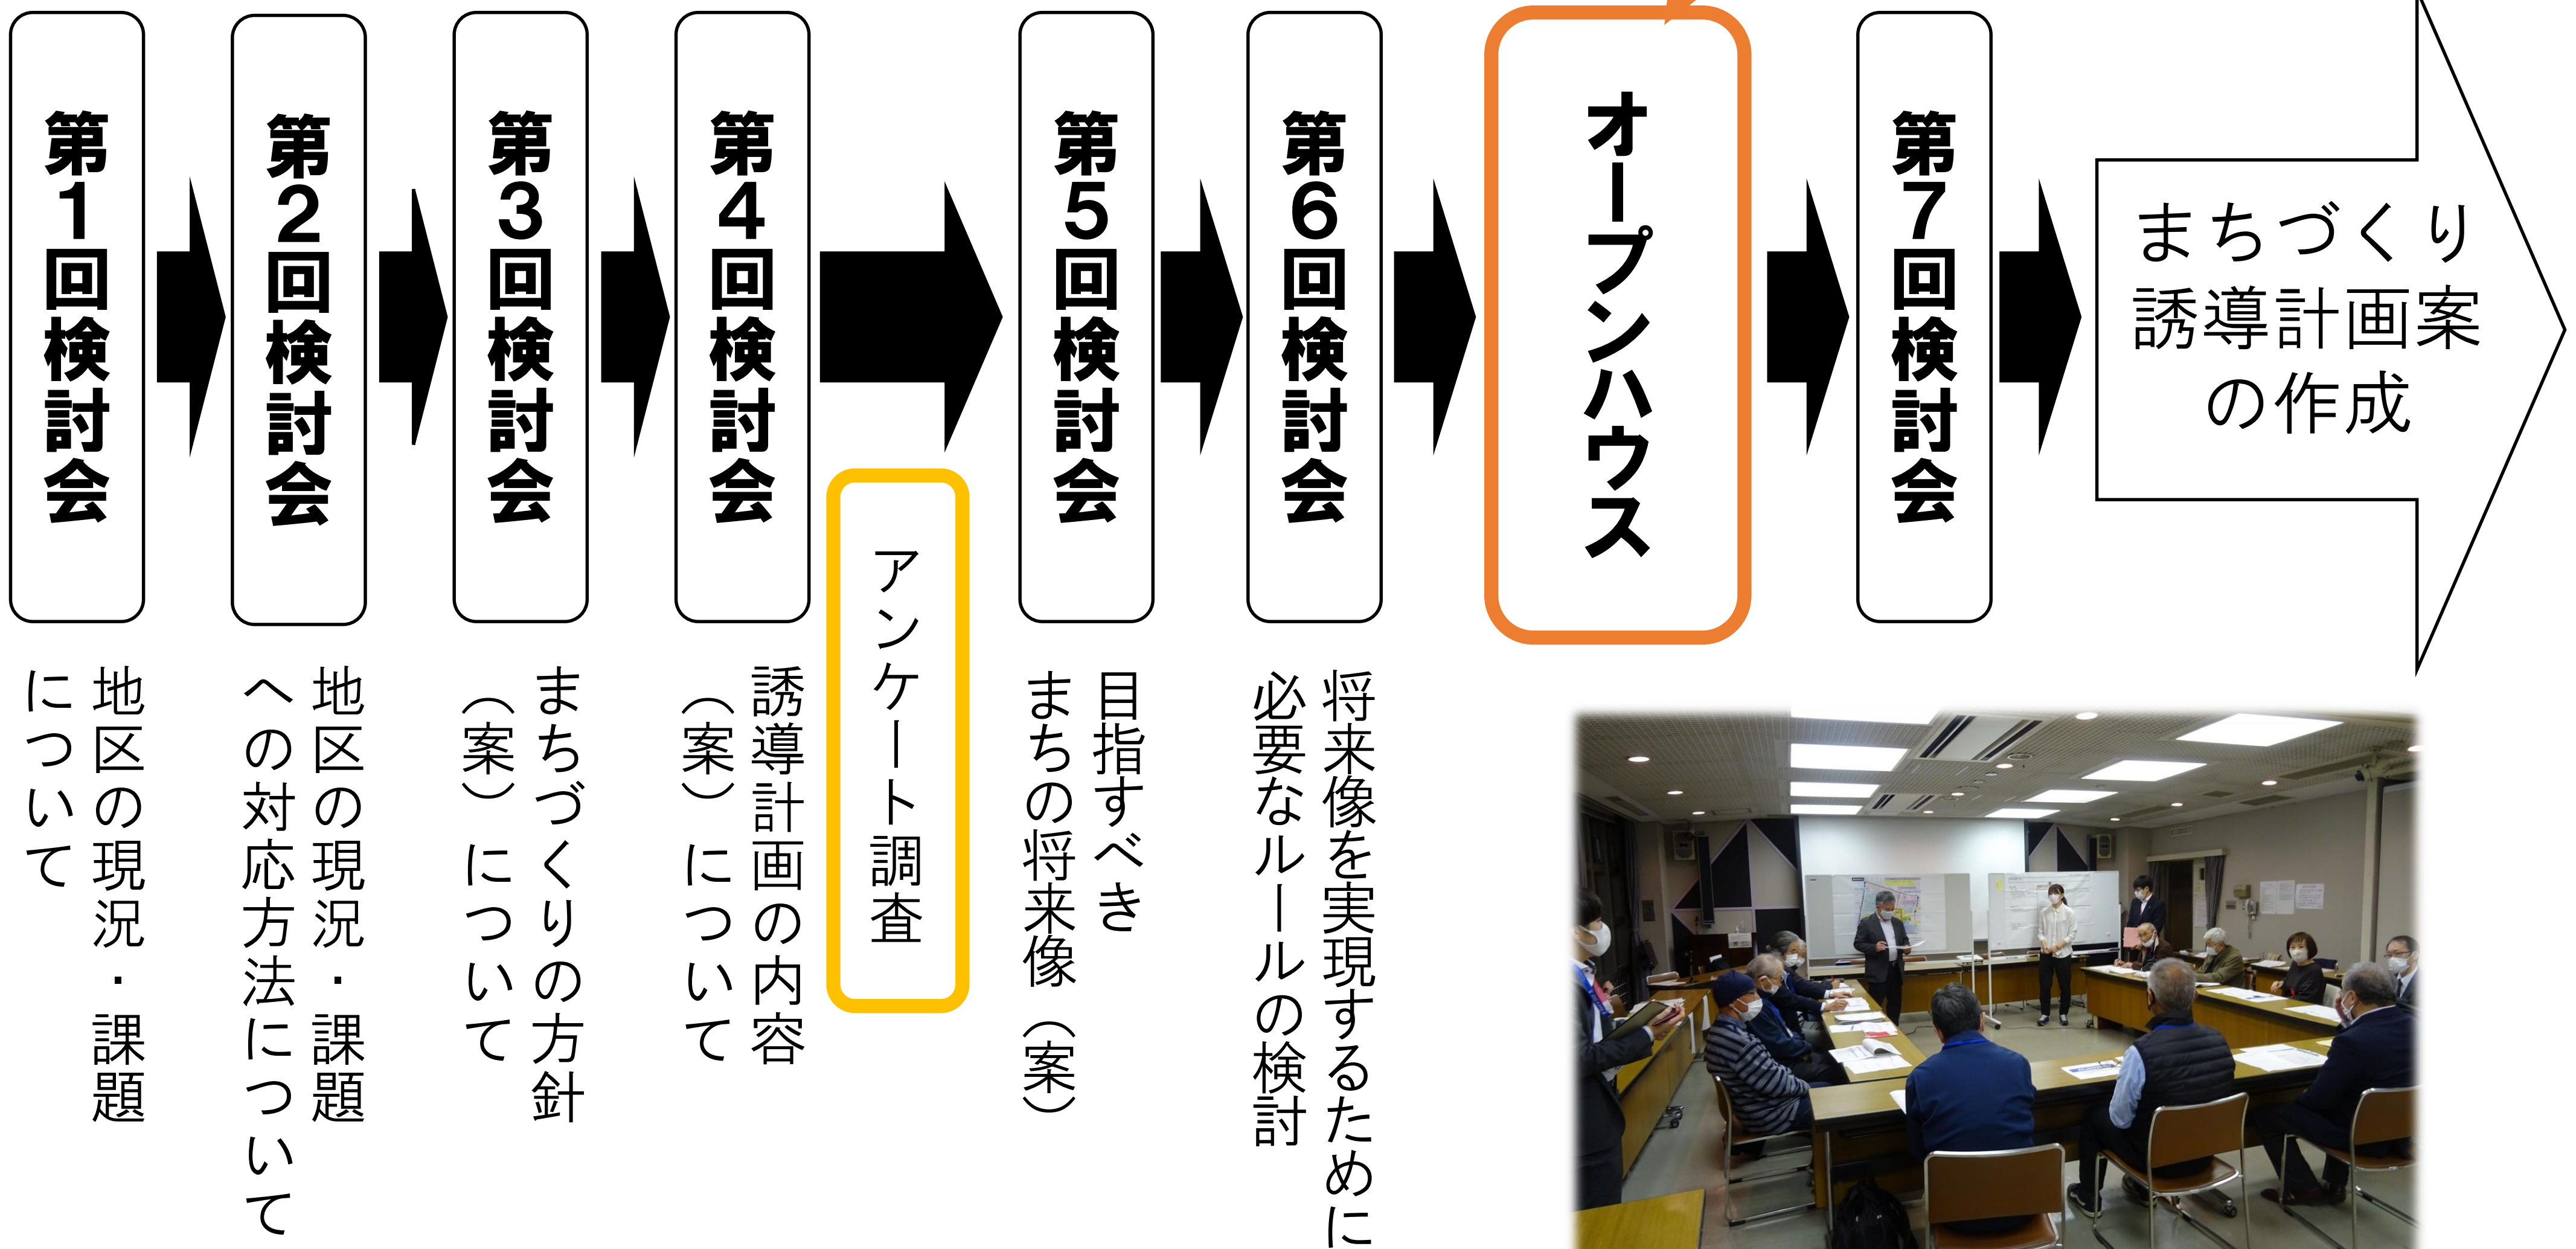 第1回検討会
地区の現況・課題
について
第2回検討会
地区の現況・課題
への対応方法について
第3回検討会
まちづくりの方針
（案）について
第4回検討会
誘導計画の内容
（案）について
アンケート調査
第5回検討会
目指すべき
まちの将来像（案）
第6回検討会
将来像を実現するために
必要なルールの検討
オープンハウス
第7回検討会
まちづくり
誘導計画案
の作成